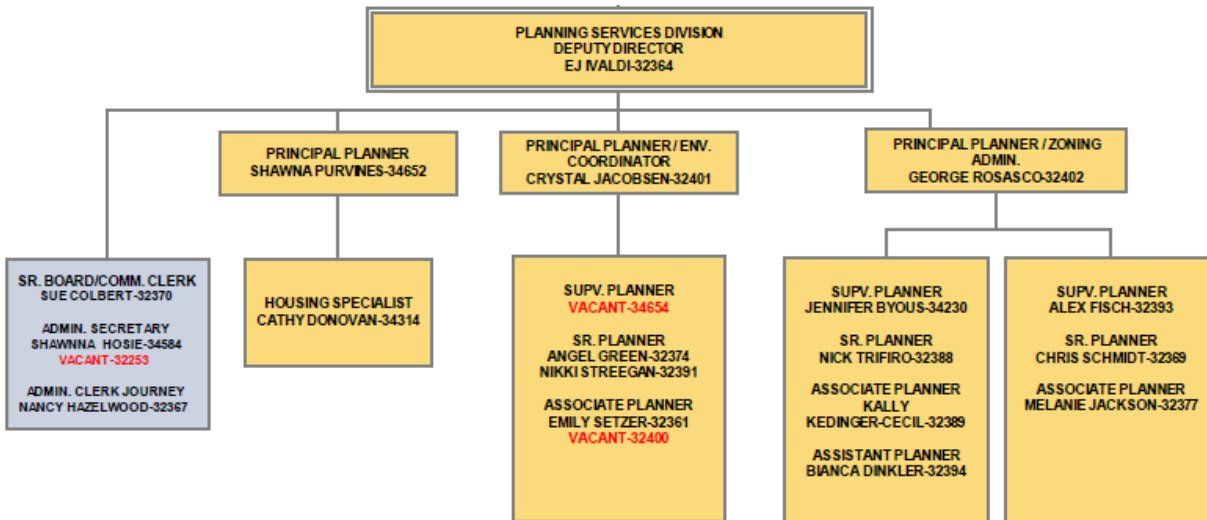 PLANNING SERVICES DIVISION
DEPUTY DIRECTOR
EJ IVALDI-32364
PRINCIPAL PLANNER
SHAWNA PURVINES-34652
PRINCIPAL PLANNER / ENV.
COORDINATOR
CRYSTAL JACOBSEN-32401
PRINCIPAL PLANNER / ZONING
ADMIN.
GEORGE ROSASCO-32402
SR. BOARD/COMM. CLERK
SUE COLBERT-32370
ADMIN. SECRETARY
SHAWNNA HOSIE-34584
VACANT-32253
ADMIN. CLERK JOURNEY
NANCY HAZELWOOD-32367
HOUSING SPECIALIST
CATHY DONOVAN-34314
SUPV. PLANNER
VACANT-34654
SR. PLANNER
ANGEL GREEN-32374
NIKKI STREEGAN-32391
ASSOCIATE PLANNER
EMILY SETZER-32361
VACANT-32400
SUPV. PLANNER
JENNIFER BYOUS-34230
SR. PLANNER
NICK TRIFIRO-32388
ASSOCIATE PLANNER
KALLY
KEDINGER-CECIL-32389
ASSISTANT PLANNER
BIANCA DINKLER-32394
SUPV. PLANNER
ALEX FISCH-32393
SR. PLANNER
CHRIS SCHMIDT-32369
ASSOCIATE PLANNER
MELANIE JACKSON-32377